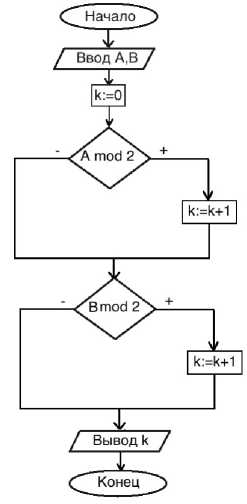 Начало
Ввод A,B
k:=0
- A mod 2 +
k:=k+1
- B mod 2 +
k:=k+1
Вывод k
Конец